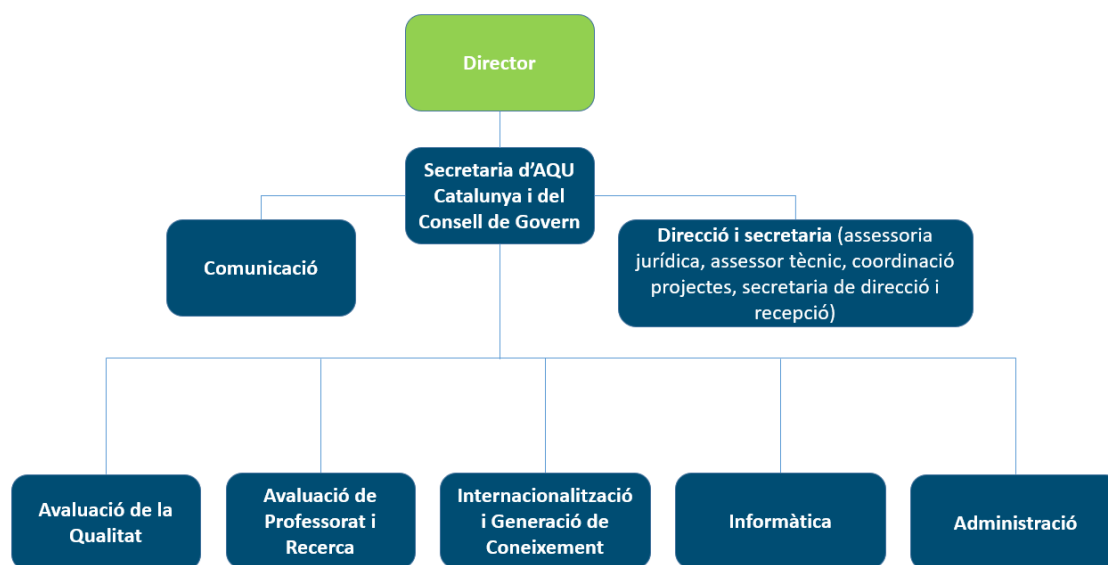 Director
Secretaria d'AQU
Catalunya i del
Consell de Govern
Comunicació
Direcció i secretaria (assessoria
jurídica, assessor tècnic, coordinació
projectes, secretaria de direcció i
recepció)
Avaluació de la
Qualitat
Avaluació de
Professorat i
Recerca
Internacionalització
i Generació de
Coneixement
Informàtica
Administració